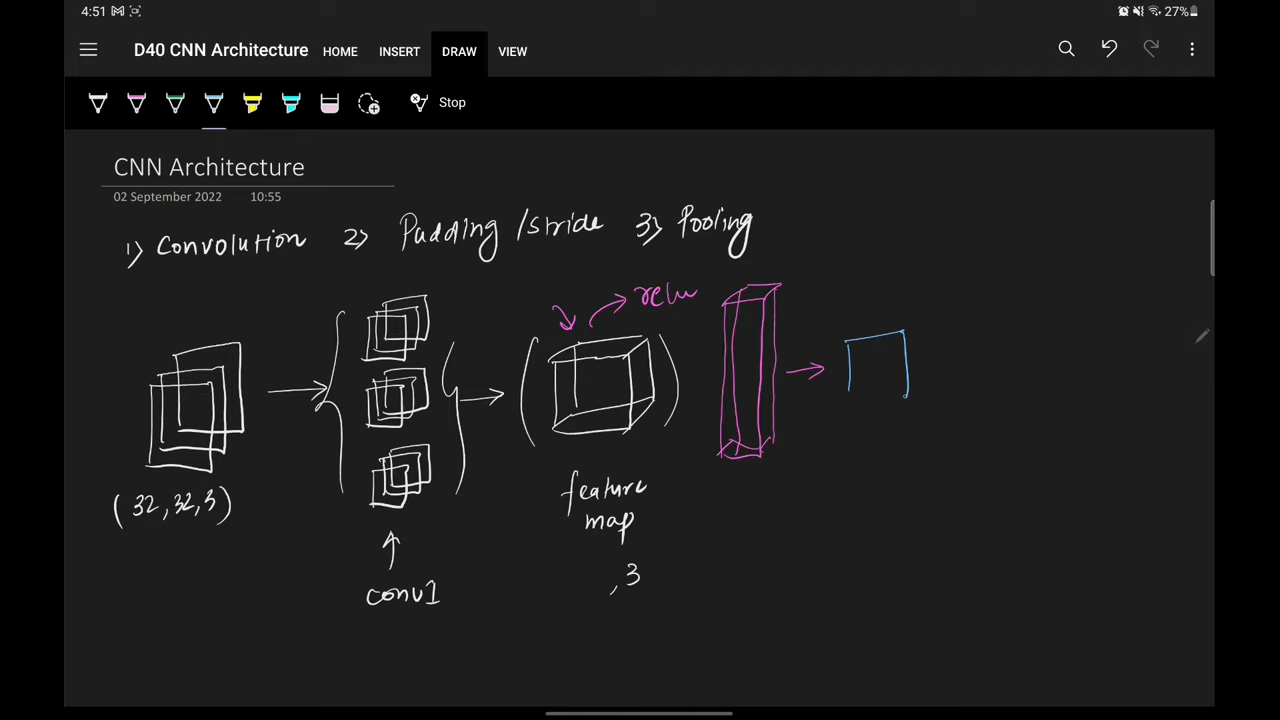 4:51 27%
D40 CNN Architecture HOME INSERT DRAW VIEW
Stop
CNN Architecture
02 September 2022 10:55
1) Convolution 2) Padding /stride 3) Pooling
relu
(32,32,3)
feature
map
conv1
,3